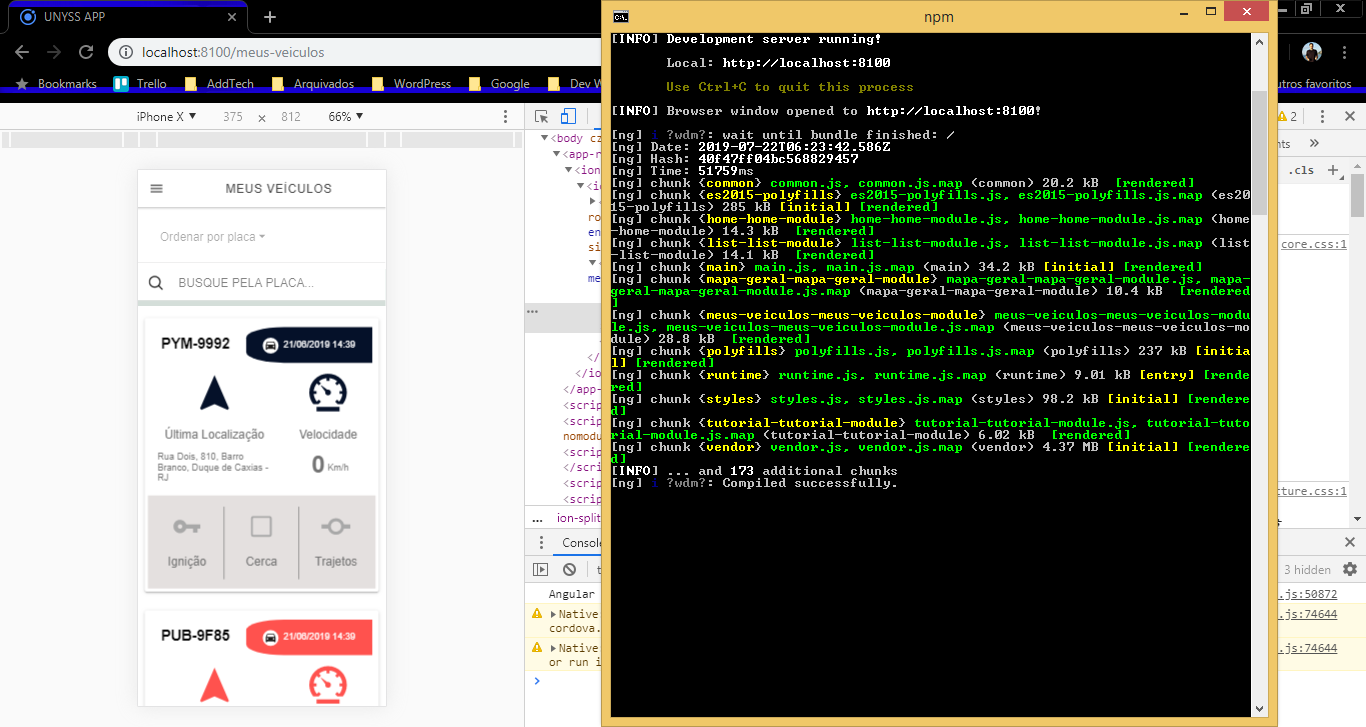 UNYSS APP
localhost:8100/meus-veiculos
Bookmarks Trello AddTech Arquivados WordPress Google Dev W
utros favoritos
iPhone X 375 x 812 66%
MEUS VEÍCULOS
Ordenar por placa
BUSQUE PELA PLACA...
PYM-9992 21/06/2019 14:39
Última Localização Velocidade
Rua Dois, 810, Barro
Branco, Duque de Caxias -
RJ
0 Km/h
Ignição Cerca Trajetos
PUB-9F85 21/06/2019 14:39
<body cz
<app-r
<ion
<i
ro
en
si
me
...
</
</io
</app-
<scrip
<scrip
nomodu
<scrip
</scri
<scrip
<scrip
... ion-split
Console
Angular
Native
cordova.
Native
or run i
npm
[INFO] Development server running!
Local: http://localhost:8100
Use Ctrl+C to quit this process
[INFO] Browser window opened to http://localhost:8100!
[ng] i ?wdm?: wait until bundle finished: /
[ng] Date: 2019-07-22T06:23:42.586Z
[ng] Hash: 40f47ff04bc568829457
[ng] Time: 51759ms
[ng] chunk {common} common.js, common.js.map (common) 20.2 kB  [rendered]
[ng] chunk {es2015-polyfills} es2015-polyfills.js, es2015-polyfills.js.map (es20
15-polyfills) 285 kB [initial] [rendered]
[ng] chunk {home-home-module} home-home-module.js, home-home-module.js.map (home
-home-module) 14.3 kB  [rendered]
[ng] chunk {list-list-module} list-list-module.js, list-list-module.js.map (list
-list-module) 14.1 kB  [rendered]
[ng] chunk {main} main.js, main.js.map (main) 34.2 kB [initial] [rendered]
[ng] chunk {mapa-geral-mapa-geral-module} mapa-geral-mapa-geral-module.js, mapa-
geral-mapa-geral-module.js.map (mapa-geral-mapa-geral-module) 10.4 kB  [rendered
]
[ng] chunk {meus-veiculos-meus-veiculos-module} meus-veiculos-meus-veiculos-modu
le.js, meus-veiculos-meus-veiculos-module.js.map (meus-veiculos-meus-veiculos-mo
dule) 28.8 kB  [rendered]
[ng] chunk {polyfills} polyfills.js, polyfills.js.map (polyfills) 237 kB [initia
l] [rendered]
[ng] chunk {runtime} runtime.js, runtime.js.map (runtime) 9.01 kB [entry] [rende
red]
[ng] chunk {styles} styles.js, styles.js.map (styles) 98.2 kB [initial] [rendere
d]
[ng] chunk {tutorial-tutorial-module} tutorial-tutorial-module.js, tutorial-tuto
rial-module.js.map (tutorial-tutorial-module) 6.02 kB  [rendered]
[ng] chunk {vendor} vendor.js, vendor.js.map (vendor) 4.37 MB [initial] [rendere
d]
[INFO] ... and 173 additional chunks
[ng] i ?wdm?: Compiled successfully.
2
nts
.cls
core.css:1
cture.css:1
3 hidden
.js:50872
.js:74644
.js:74644